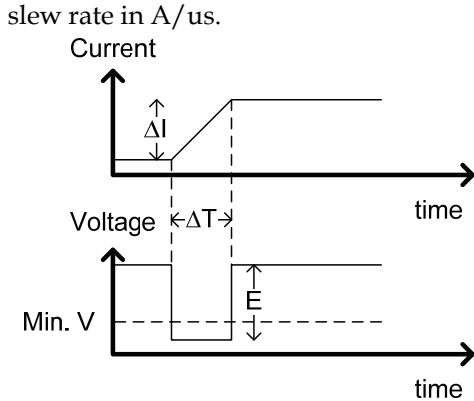 slew rate in A/us.
Current
ΔI
time
Voltage
ΔT
E
Min. V
time